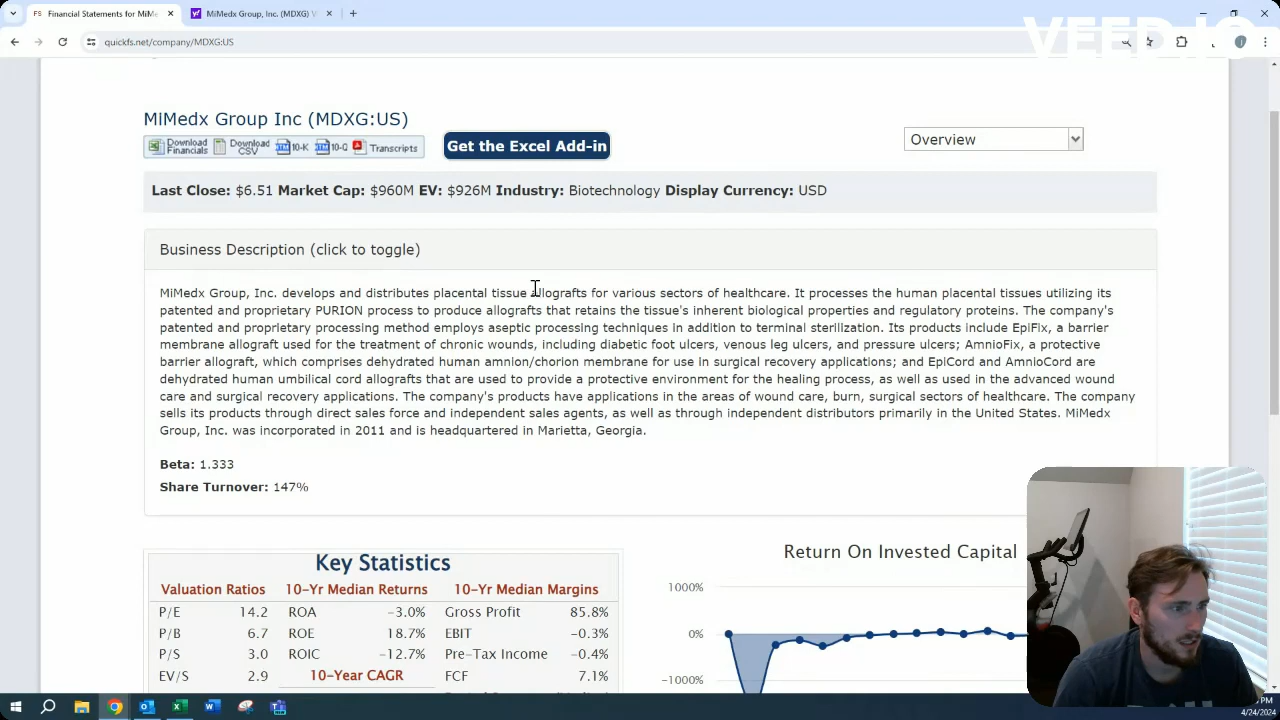 Financial Statements for MiMe
MiMedx Group, Inc. (MDXG)
quickfs.net/company/MDXG:US
VEED.IO
MiMedx Group Inc (MDXG:US)
Download Financials
Download CSV
10-K
10-Q
Transcripts
Get the Excel Add-in
Overview
Last Close: $6.51 Market Cap: $960M EV: $926M Industry: Biotechnology Display Currency: USD
Business Description (click to toggle)
MiMedx Group, Inc. develops and distributes placental tissue allografts for various sectors of healthcare. It processes the human placental tissues utilizing its
patented and proprietary PURION process to produce allografts that retains the tissue's inherent biological properties and regulatory proteins. The company's
patented and proprietary processing method employs aseptic processing techniques in addition to terminal sterilization. Its products include EpiFix, a barrier
membrane allograft used for the treatment of chronic wounds, including diabetic foot ulcers, venous leg ulcers, and pressure ulcers; AmnioFix, a protective
barrier allograft, which comprises dehydrated human amnion/chorion membrane for use in surgical recovery applications; and EpiCord and AmnioCord are
dehydrated human umbilical cord allografts that are used to provide a protective environment for the healing process, as well as used in the advanced wound
care and surgical recovery applications. The company's products have applications in the areas of wound care, burn, surgical sectors of healthcare. The company
sells its products through direct sales force and independent sales agents, as well as through independent distributors primarily in the United States. MiMedx
Group, Inc. was incorporated in 2011 and is headquartered in Marietta, Georgia.
Beta: 1.333
Share Turnover: 147%
Key Statistics
Valuation Ratios 10-Yr Median Returns 10-Yr Median Margins
P/E 14.2 ROA -3.0% Gross Profit 85.8%
P/B 6.7 ROE 18.7% EBIT -0.3%
P/S 3.0 ROIC -12.7% Pre-Tax Income -0.4%
EV/S 2.9 10-Year CAGR FCF 7.1%
Return On Invested Capital
1000%
0%
-1000%
4/24/2024